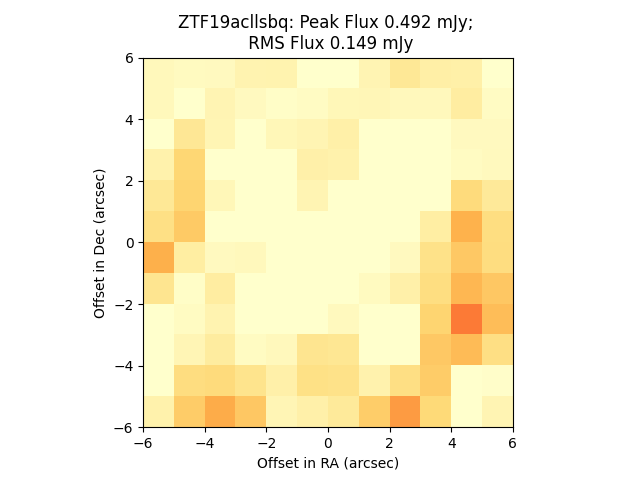 ZTF19acllsbq: Peak Flux 0.492 mJy;
RMS Flux 0.149 mJy
6
4
2
0
−2
−4
−6
Offset in Dec (arcsec)
−6 −4 −2 0 2 4 6
Offset in RA (arcsec)